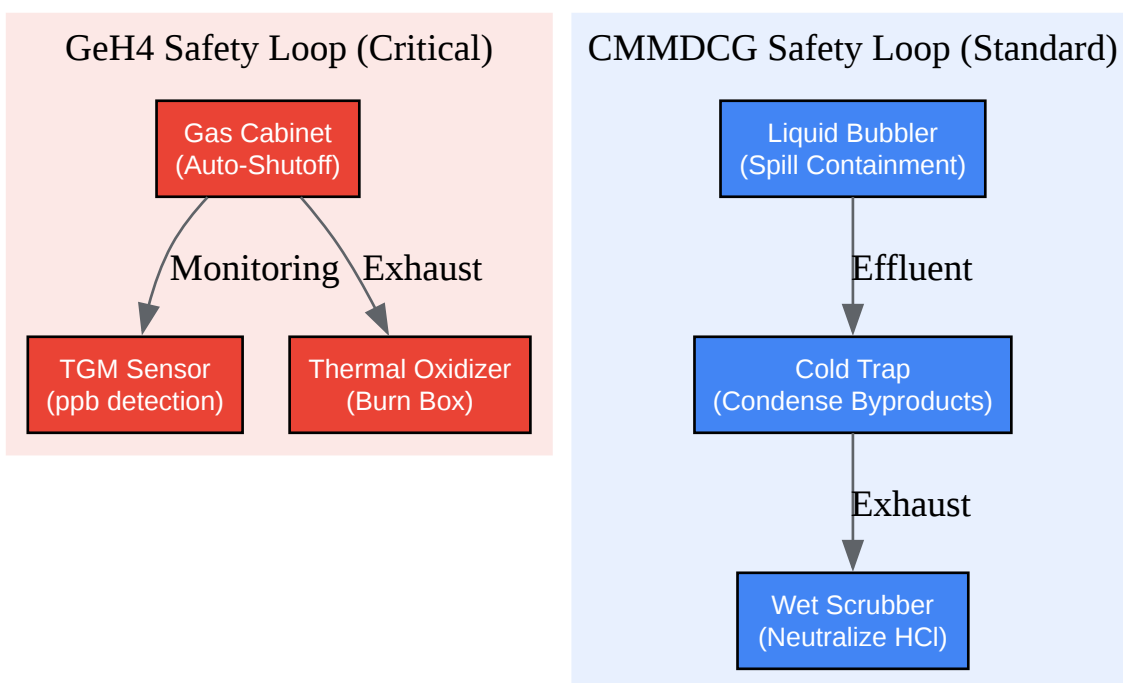 GeH4 Safety Loop (Critical)
Gas Cabinet
(Auto-Shutoff)
Monitoring
Exhaust
TGM Sensor
(ppb detection)
Thermal Oxidizer
(Burn Box)
CMMDCG Safety Loop (Standard)
Liquid Bubbler
(Spill Containment)
Effluent
Cold Trap
(Condense Byproducts)
Exhaust
Wet Scrubber
(Neutralize HCl)